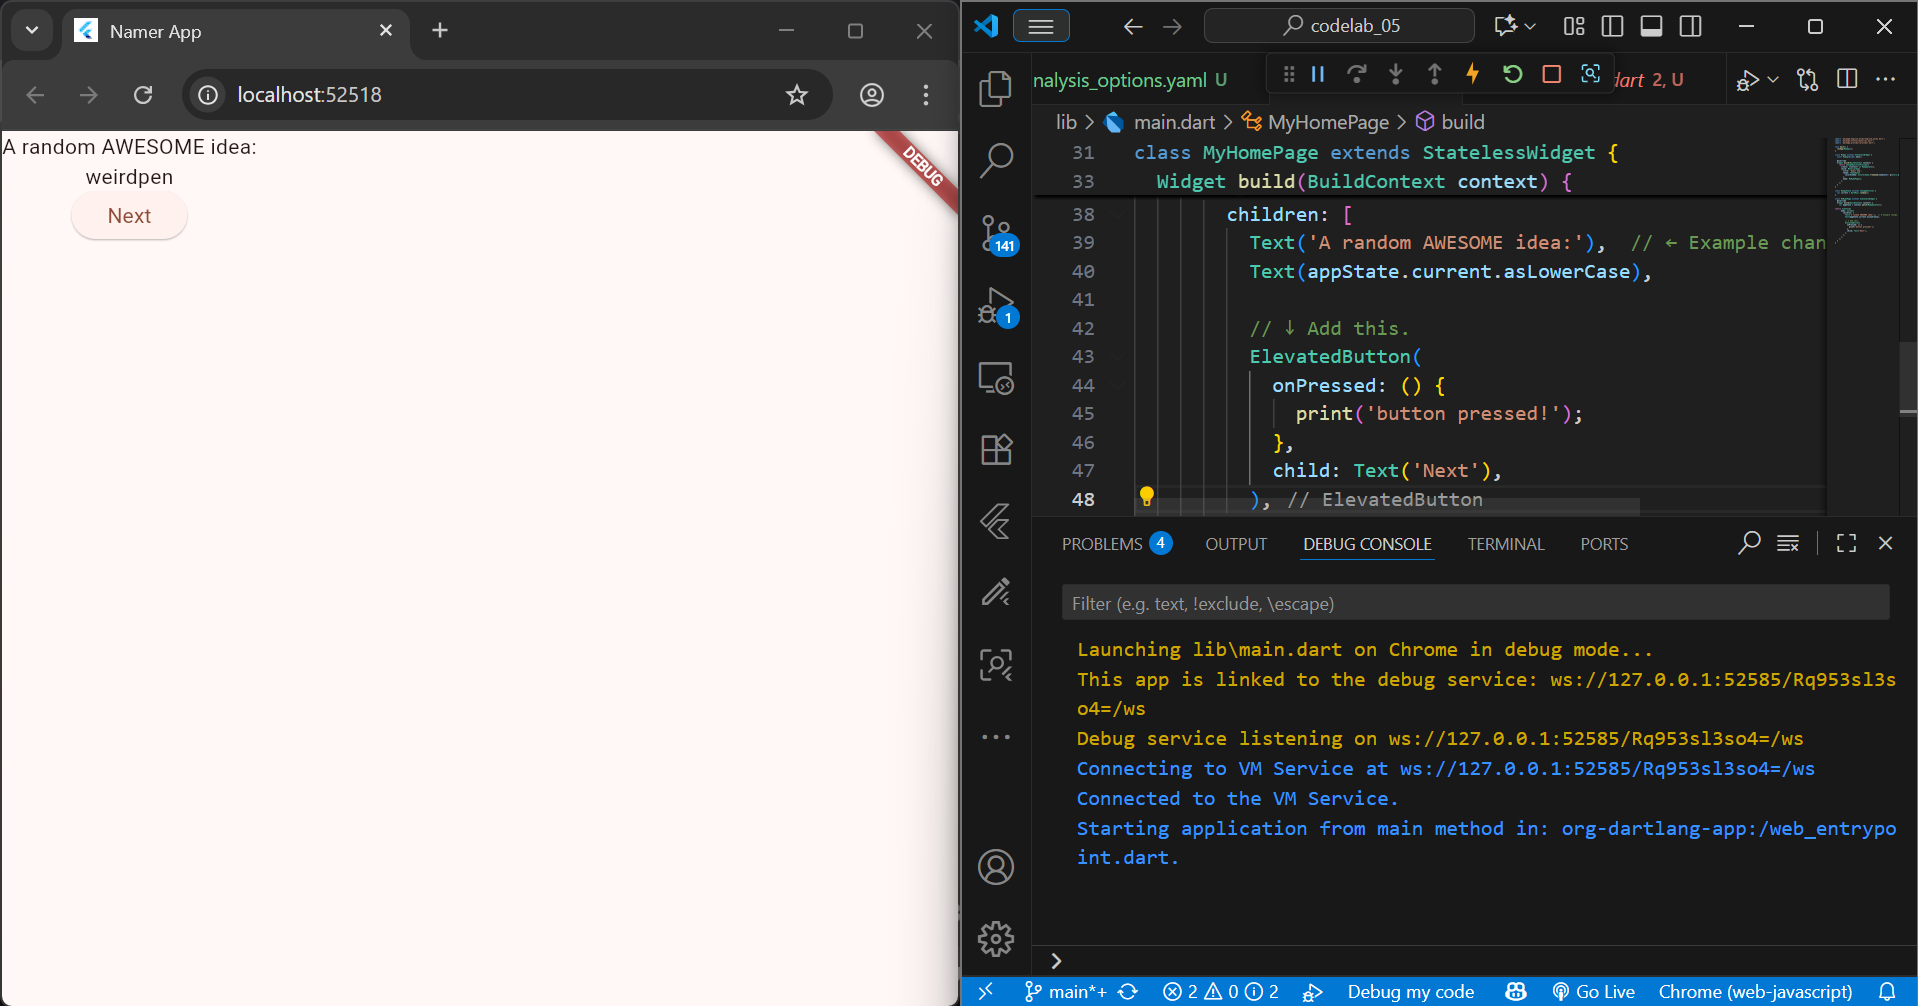 Namer App
localhost:52518
A random AWESOME idea:
weirdpen
Next
DEBUG
codelab_05
nalysis_options.yaml U
dart 2, U
lib > main.dart > MyHomePage > build
31 class MyHomePage extends StatelessWidget {
33 Widget build(BuildContext context) {
38 children: [
39 Text('A random AWESOME idea:'), // ← Example chan
40 Text(appState.current.asLowerCase),
41
42 // ↓ Add this.
43 ElevatedButton(
44 onPressed: () {
45 print('button pressed!');
46 },
47 child: Text('Next'),
48 ), // ElevatedButton
141
1
PROBLEMS 4 OUTPUT DEBUG CONSOLE TERMINAL PORTS
Filter (e.g. text, !exclude, \escape)
Launching lib\main.dart on Chrome in debug mode...
This app is linked to the debug service: ws://127.0.0.1:52585/Rq953sl3s
o4=/ws
Debug service listening on ws://127.0.0.1:52585/Rq953sl3so4=/ws
Connecting to VM Service at ws://127.0.0.1:52585/Rq953sl3so4=/ws
Connected to the VM Service.
Starting application from main method in: org-dartlang-app:/web_entrypo
int.dart.
main*+ 2 0 2 Debug my code Go Live Chrome (web-javascript)